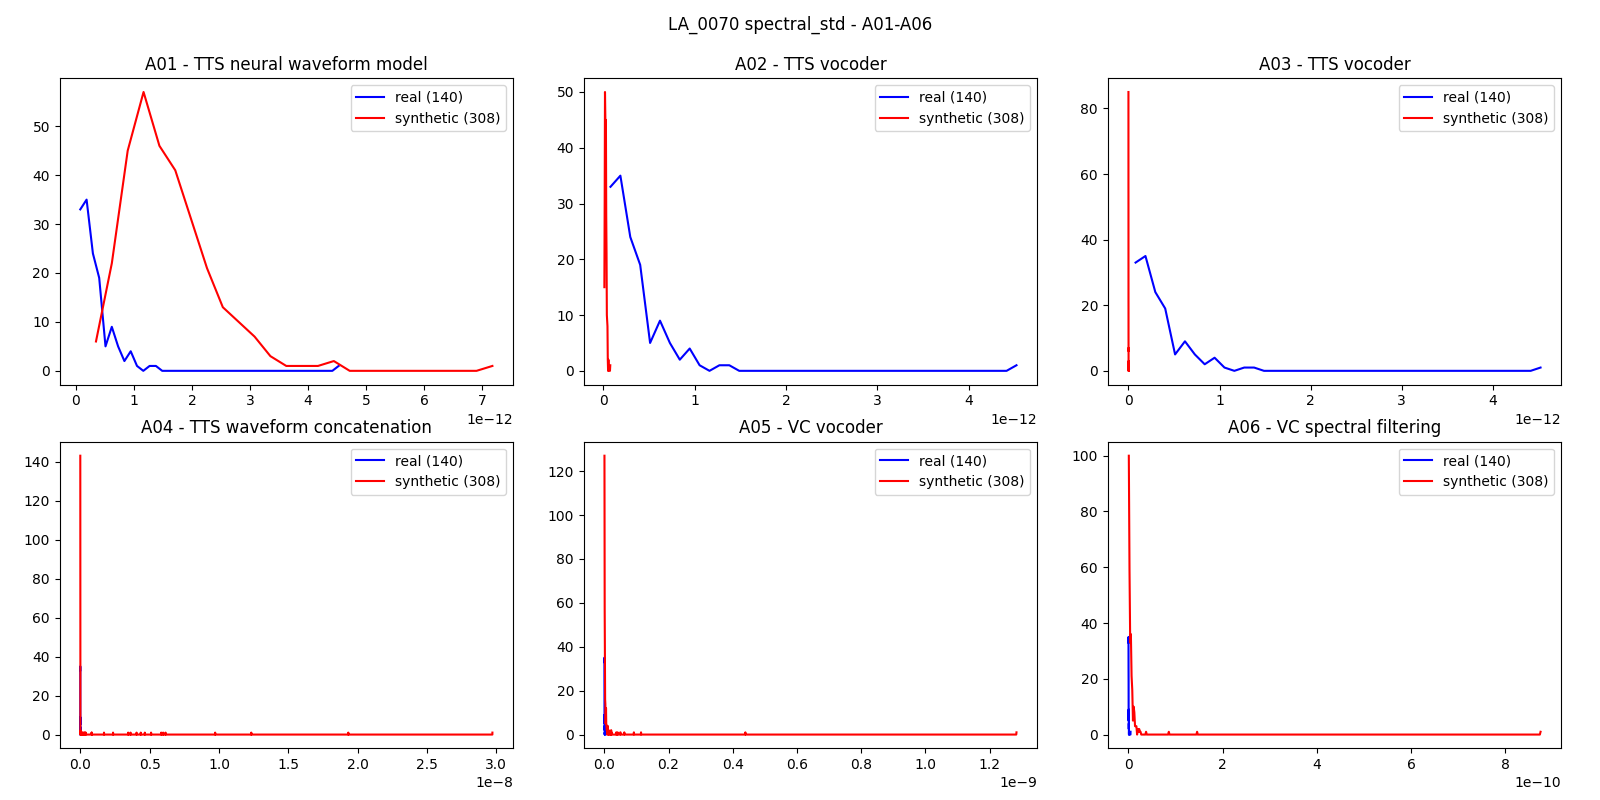 LA_0070 spectral_std - A01-A06
A01 - TTS neural waveform model
real (140)
synthetic (308)
50
40
30
20
10
0
0 1 2 3 4 5 6 7
1e−12
A02 - TTS vocoder
real (140)
synthetic (308)
50
40
30
20
10
0
0 1 2 3 4
1e−12
A03 - TTS vocoder
real (140)
synthetic (308)
80
60
40
20
0
0 1 2 3 4
1e−12
A04 - TTS waveform concatenation
real (140)
synthetic (308)
140
120
100
80
60
40
20
0
0.0 0.5 1.0 1.5 2.0 2.5 3.0
1e−8
A05 - VC vocoder
real (140)
synthetic (308)
120
100
80
60
40
20
0
0.0 0.2 0.4 0.6 0.8 1.0 1.2
1e−9
A06 - VC spectral filtering
real (140)
synthetic (308)
100
80
60
40
20
0
0 2 4 6 8
1e−10